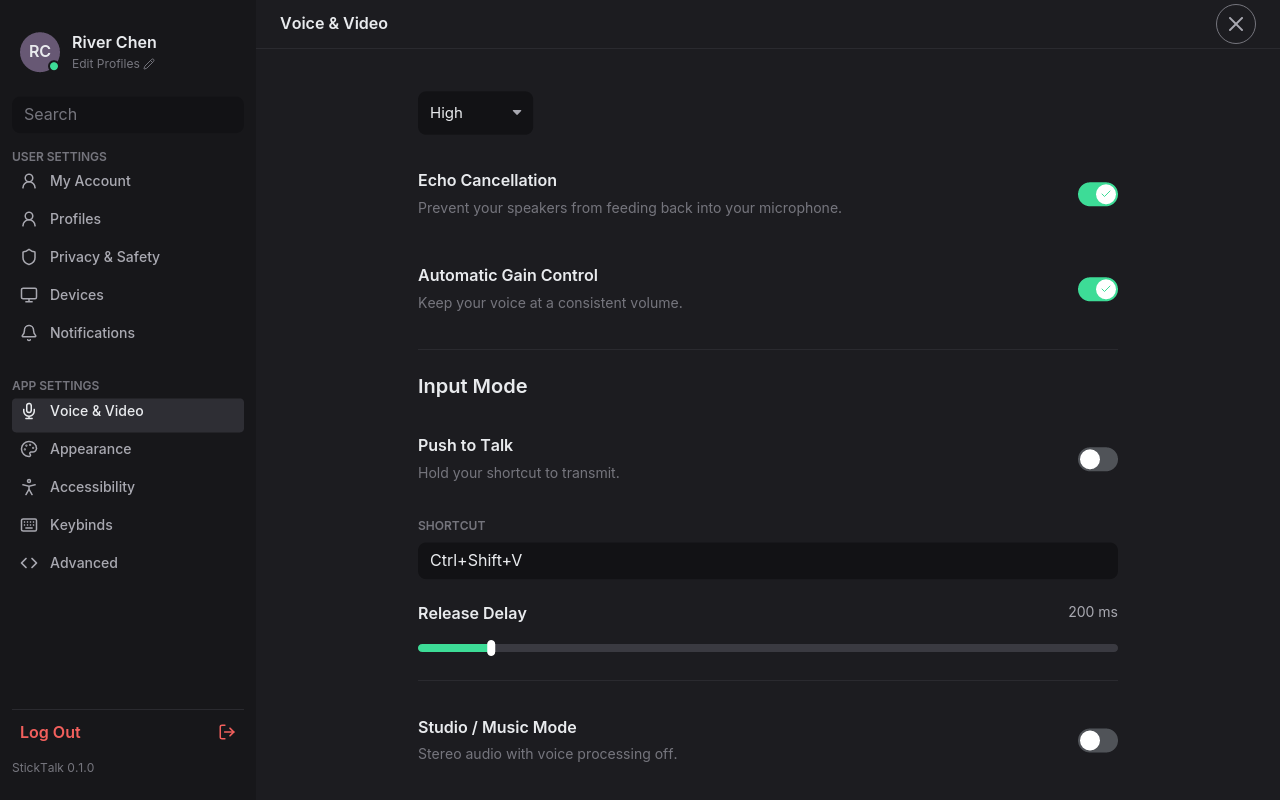 RC
River Chen
Edit Profiles
Search
USER SETTINGS
My Account
Profiles
Privacy & Safety
Devices
Notifications
APP SETTINGS
Voice & Video
Appearance
Accessibility
Keybinds
Advanced
Log Out
StickTalk 0.1.0
Voice & Video
High
Echo Cancellation
Prevent your speakers from feeding back into your microphone.
Automatic Gain Control
Keep your voice at a consistent volume.
Input Mode
Push to Talk
Hold your shortcut to transmit.
SHORTCUT
Ctrl+Shift+V
Release Delay
200 ms
Studio / Music Mode
Stereo audio with voice processing off.